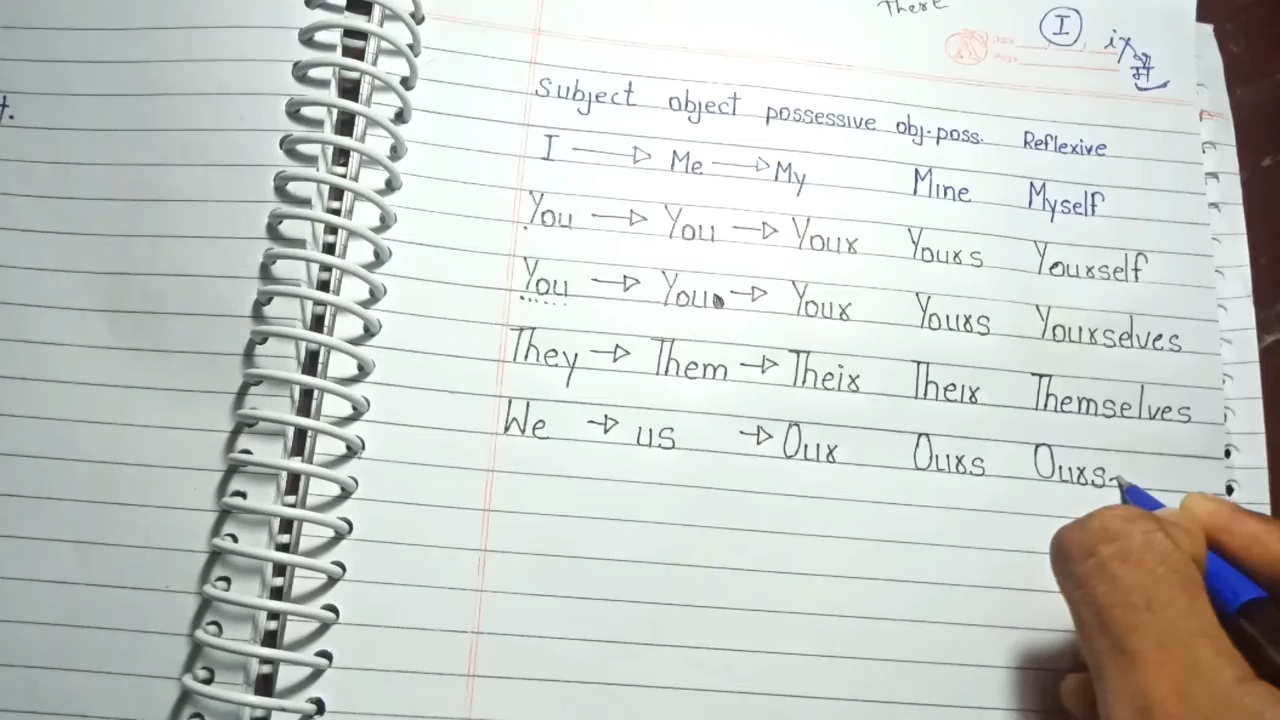 There
I ix मैं
t.
Subject object possessive obj.poss. Reflexive
I → Me → My Mine Myself
You → You → Your Yours Yourself
You → You → Your Yours Yourselves
They → Them → Their Their Themselves
We → us → Our Ours Ours